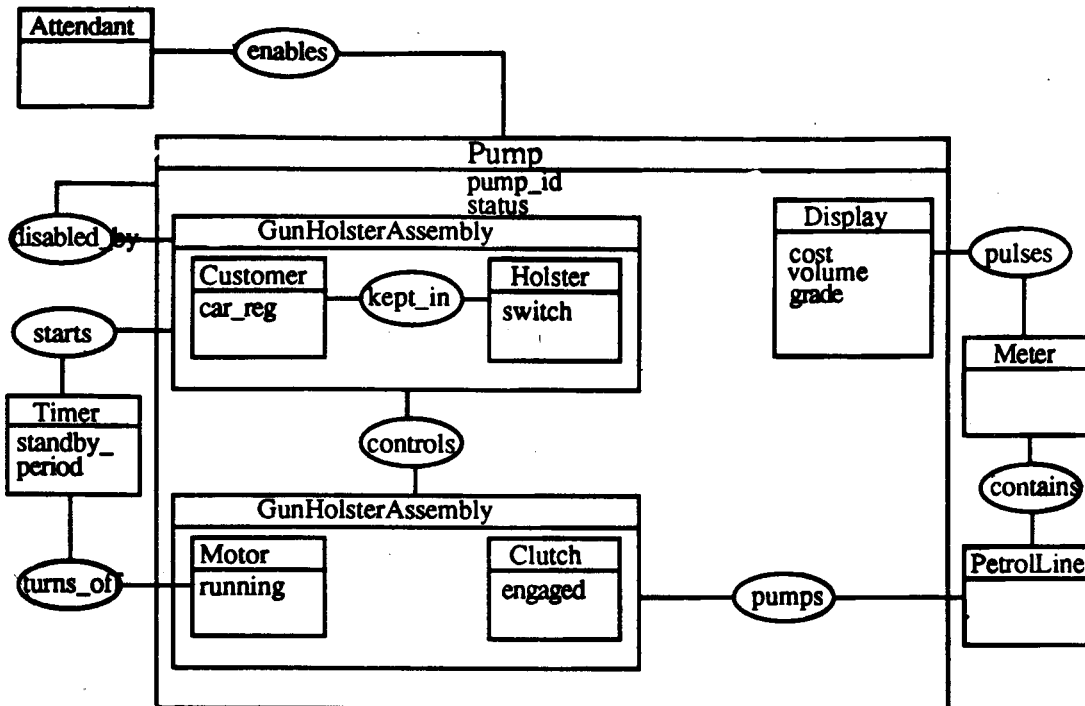 Attendant
enables
Pump
pump_id
status
disabled_by
GunHolsterAssembly
Display
cost
volume
grade
pulses
Customer
car_reg
kept_in
Holster
switch
starts
Meter
Timer
standby_
period
controls
contains
GunHolsterAssembly
Motor
running
Clutch
engaged
PetrolLine
turns_of
pumps